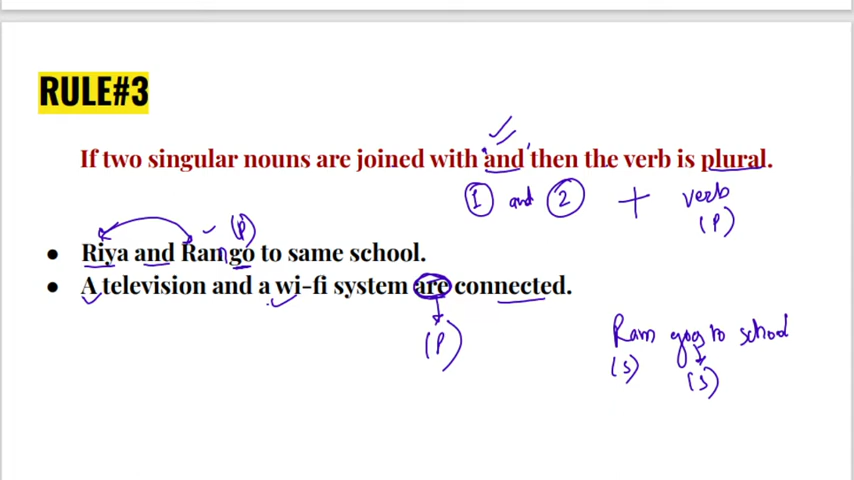 RULE#3
If two singular nouns are joined with 'and' then the verb is plural.
① and ② + verb
(P)
(P)
• Riya and Ram go to same school.
• A television and a wi-fi system are connected.
(P)
Ram goes to school
(S)
(S)